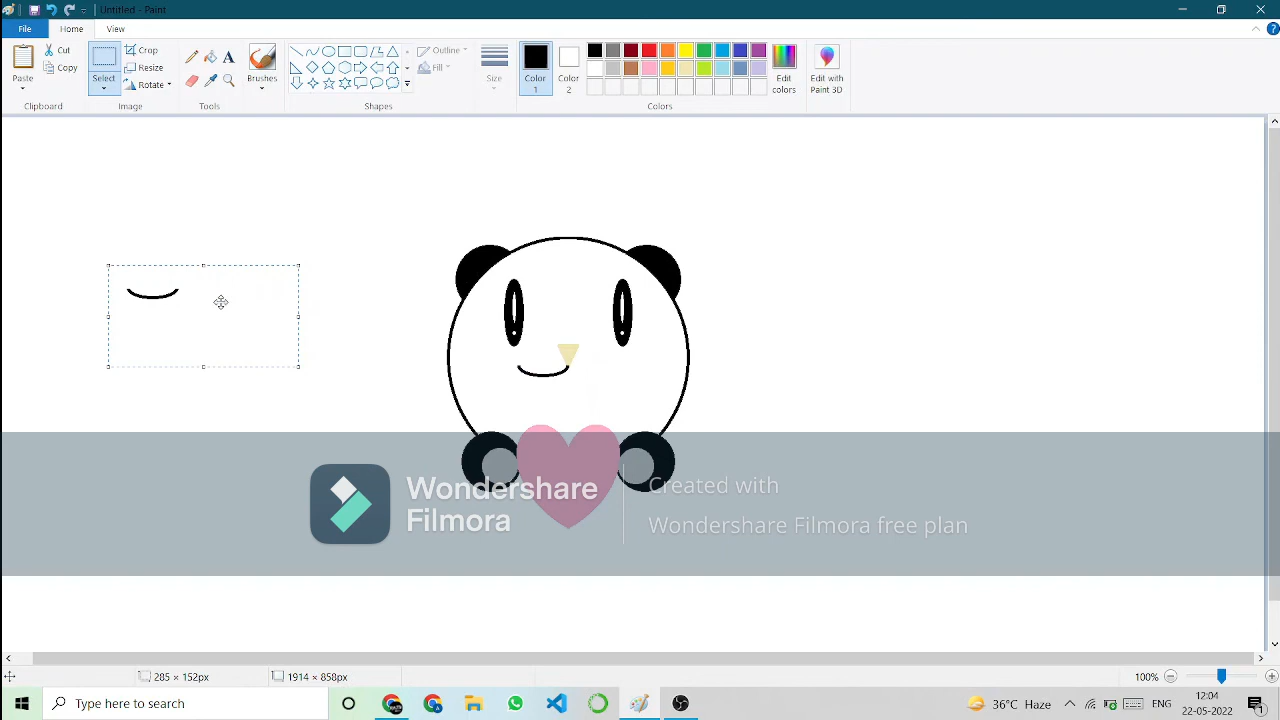 Untitled - Paint
File
Home
View
Paste
Cut
Copy
Clipboard
Select
Crop
Resize
Rotate
Image
Tools
Brushes
Shapes
Outline
Fill
Size
Color 1
Color 2
Colors
Edit colors
Edit with Paint 3D
Wondershare
Filmora
Created with
Wondershare Filmora free plan
285 × 152px
1914 × 858px
100%
Type here to search
36°C Haze
ENG
12:04
22-05-2022